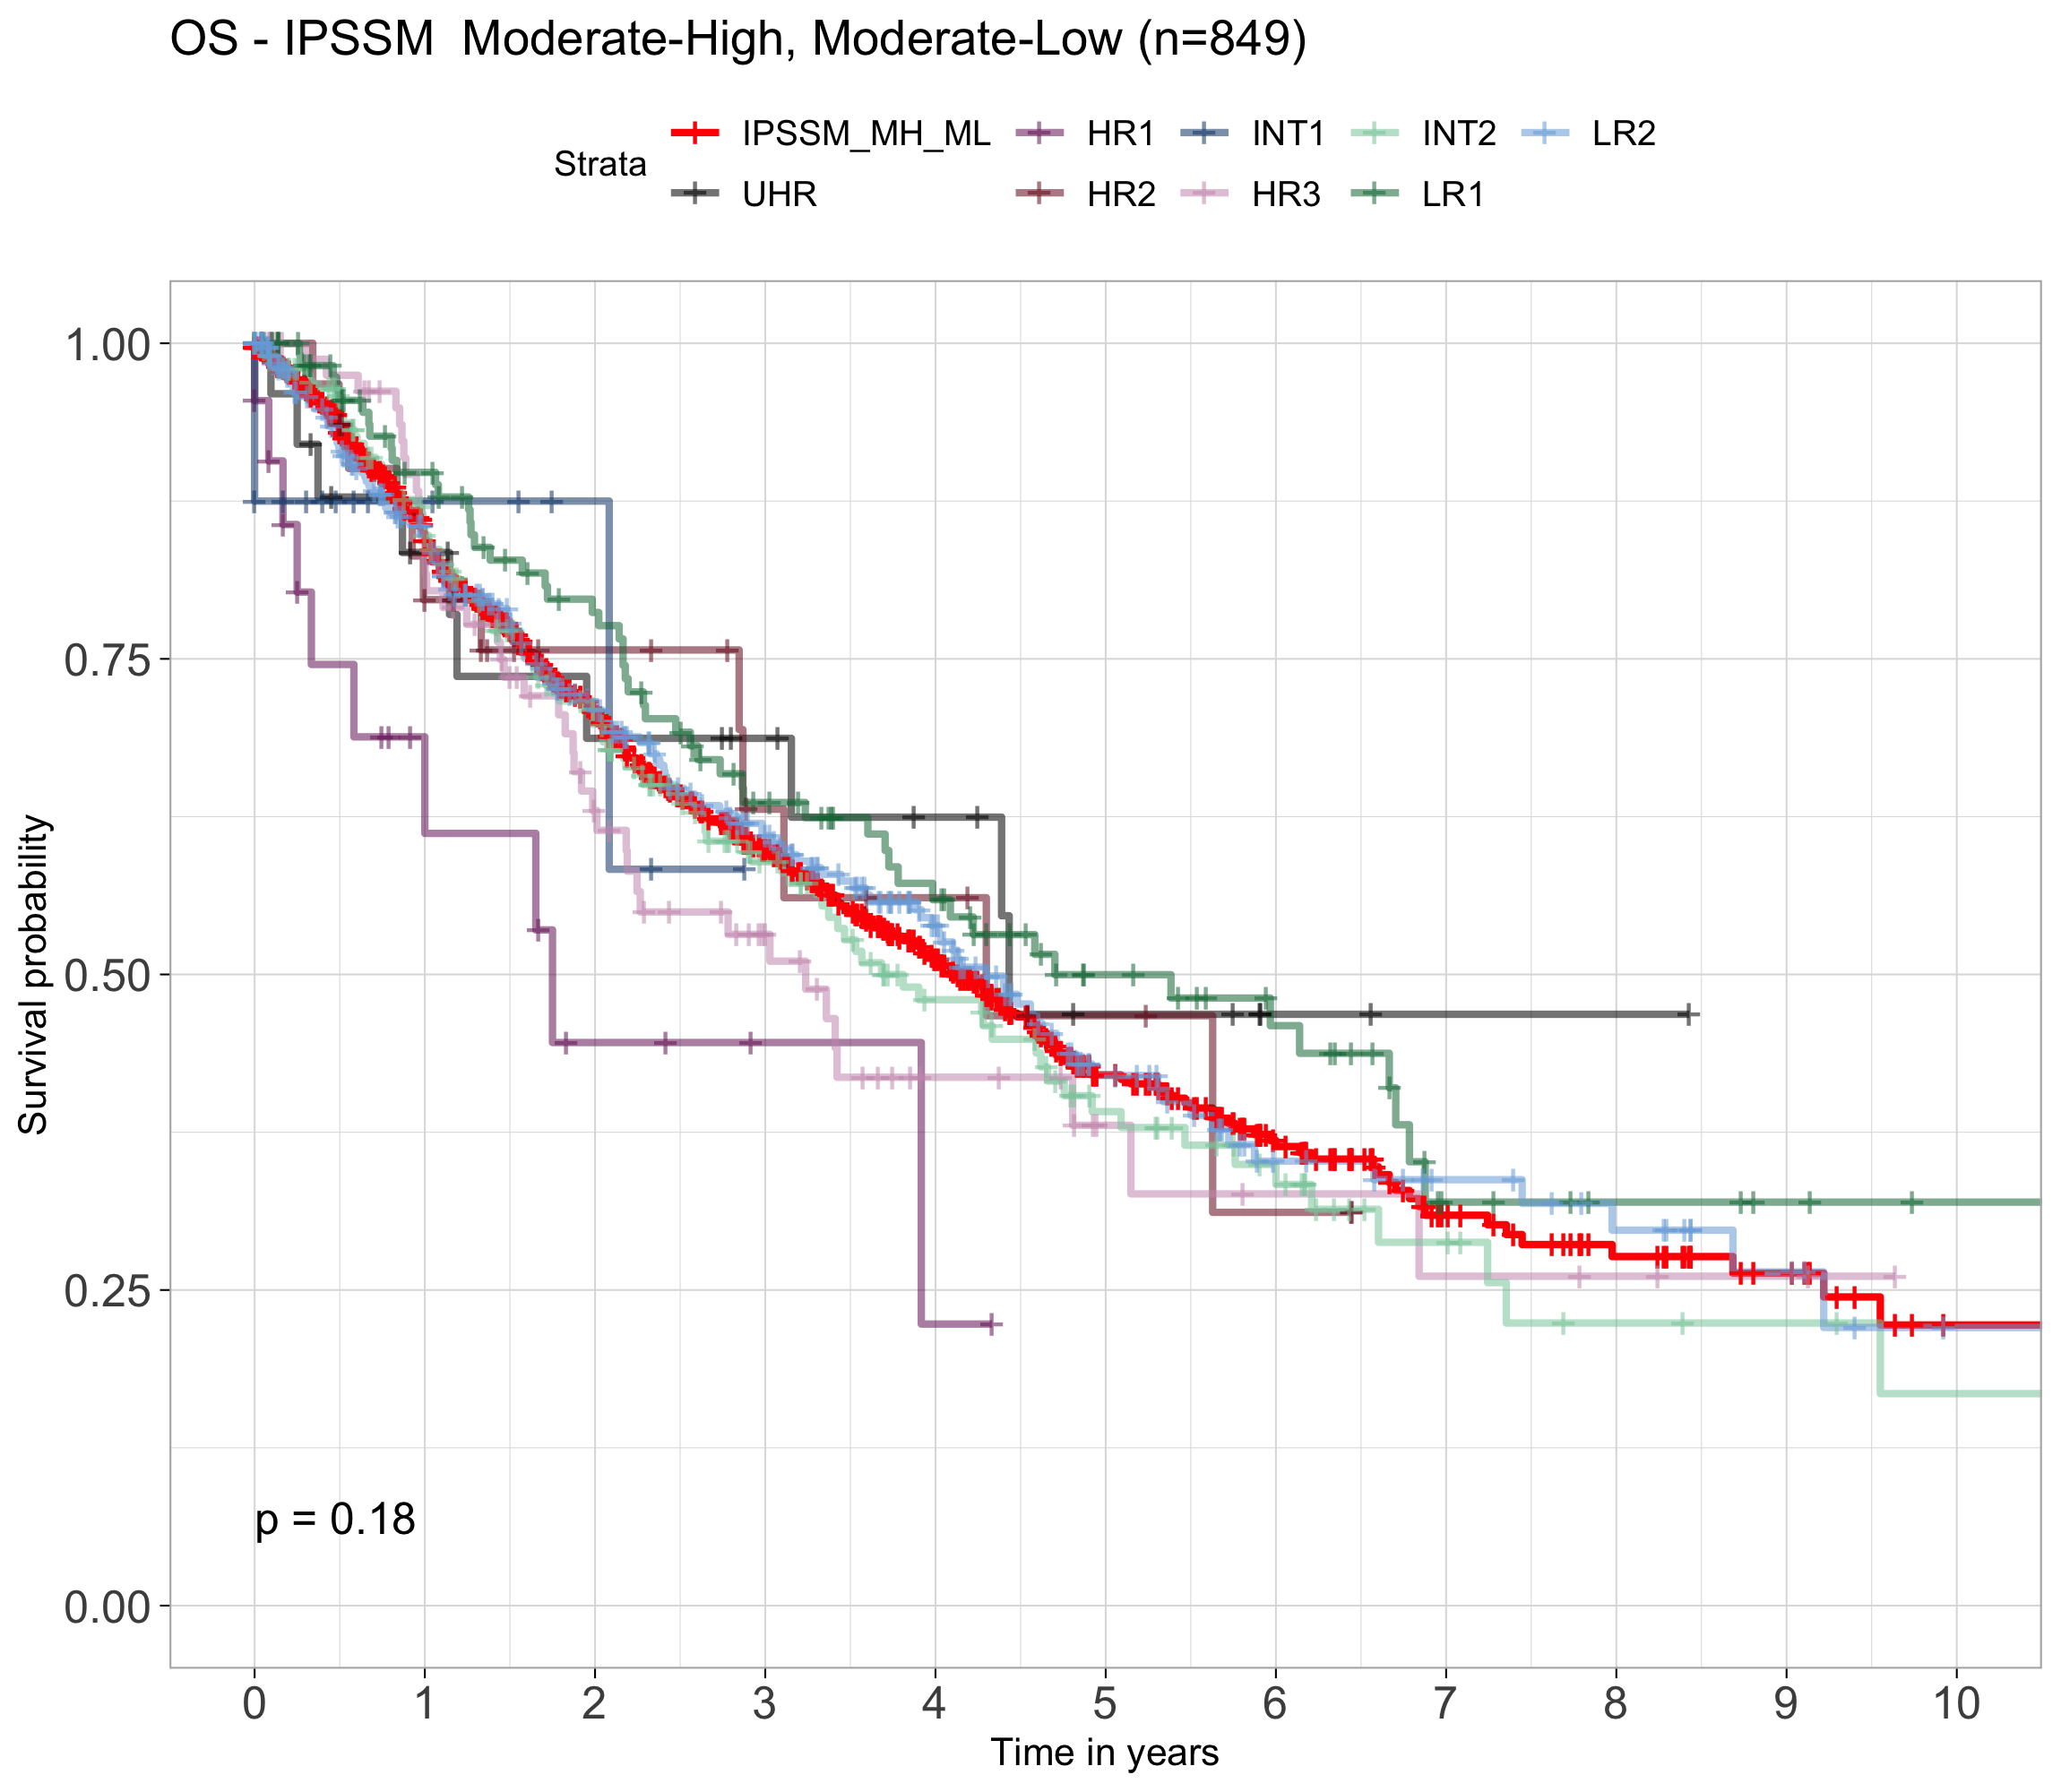 OS - IPSSM  Moderate-High, Moderate-Low (n=849)
Strata
IPSSM_MH_ML HR1 INT1 INT2 LR2
UHR HR2 HR3 LR1
Survival probability
1.00
0.75
0.50
0.25
0.00
p = 0.18
0 1 2 3 4 5 6 7 8 9 10
Time in years